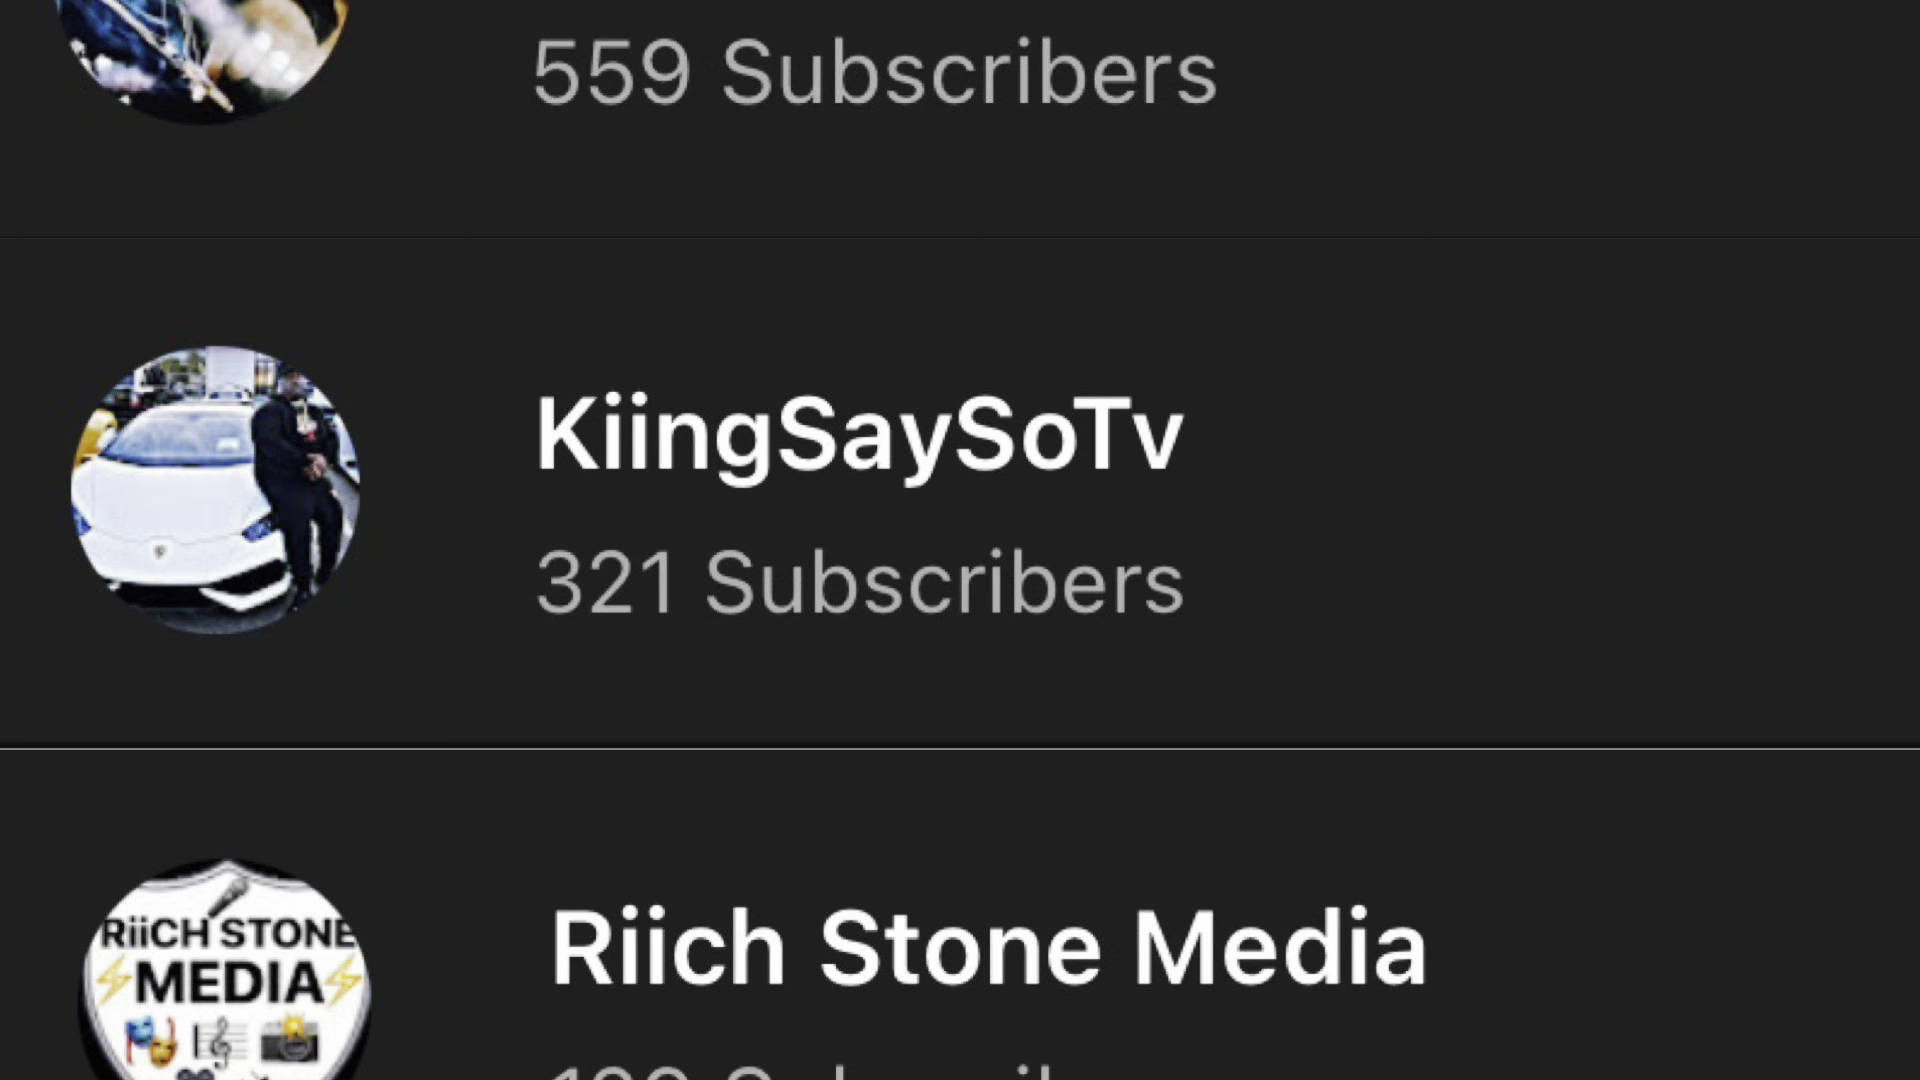 559 Subscribers
KiingSaySoTv
321 Subscribers
Riich Stone Media
RiiCH STONE
⚡MEDIA⚡